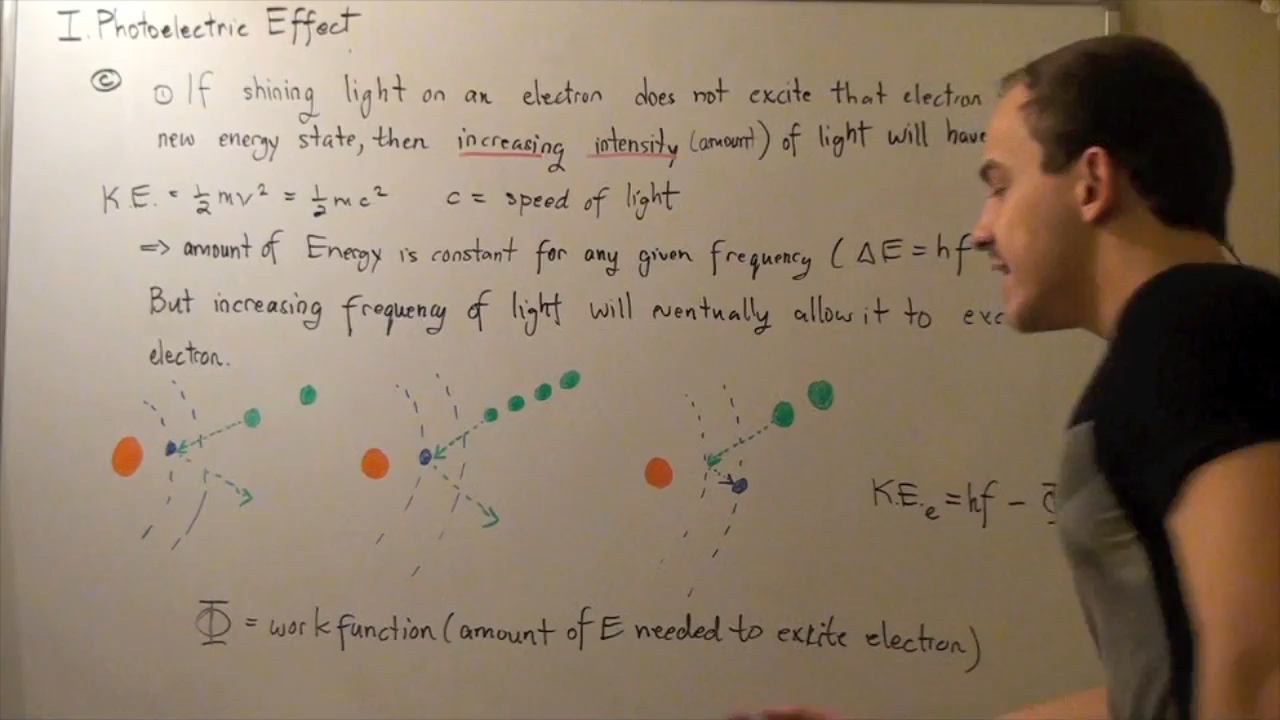 I. Photoelectric Effect
© ① If shining light on an electron does not excite that electron
new energy state, then increasing intensity (amount) of light will have
K.E. = ½mv² = ½mc² c = speed of light
⇒ amount of Energy is constant for any given frequency (ΔE = hf
But increasing frequency of light will eventually allow it to exc
electron.
K.E.e = hf - Φ
Φ = work function (amount of E needed to excite electron)